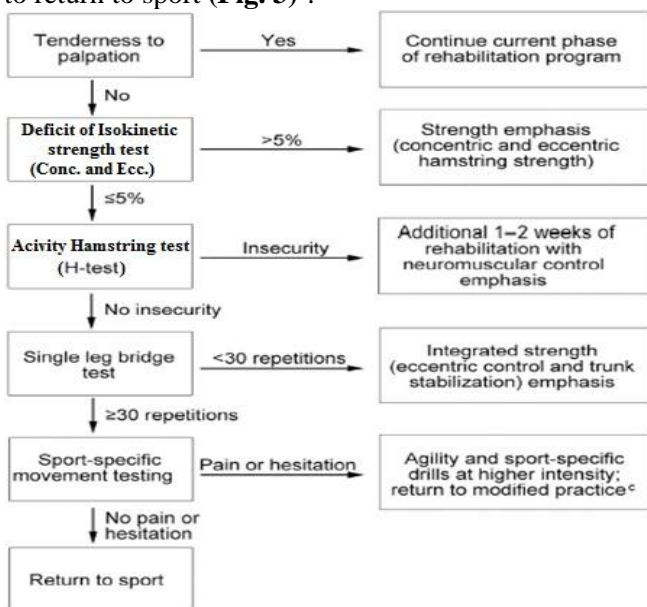 to return to sport (Fig. 3) .
Tenderness to
palpation
Yes
Continue current phase
of rehabilitation program
No
Deficit of Isokinetic
strength test
(Conc. and Ecc.)
>5%
Strength emphasis
(concentric and eccentric
hamstring strength)
≤5%
Acivity Hamstring test
(H-test)
Insecurity
Additional 1–2 weeks of
rehabilitation with
neuromuscular control
emphasis
No insecurity
Single leg bridge
test
<30 repetitions
Integrated strength
(eccentric control and trunk
stabilization) emphasis
≥30 repetitions
Sport-specific
movement testing
Pain or hesitation
Agility and sport-specific
drills at higher intensity;
return to modified practiceᶜ
No pain or
hesitation
Return to sport